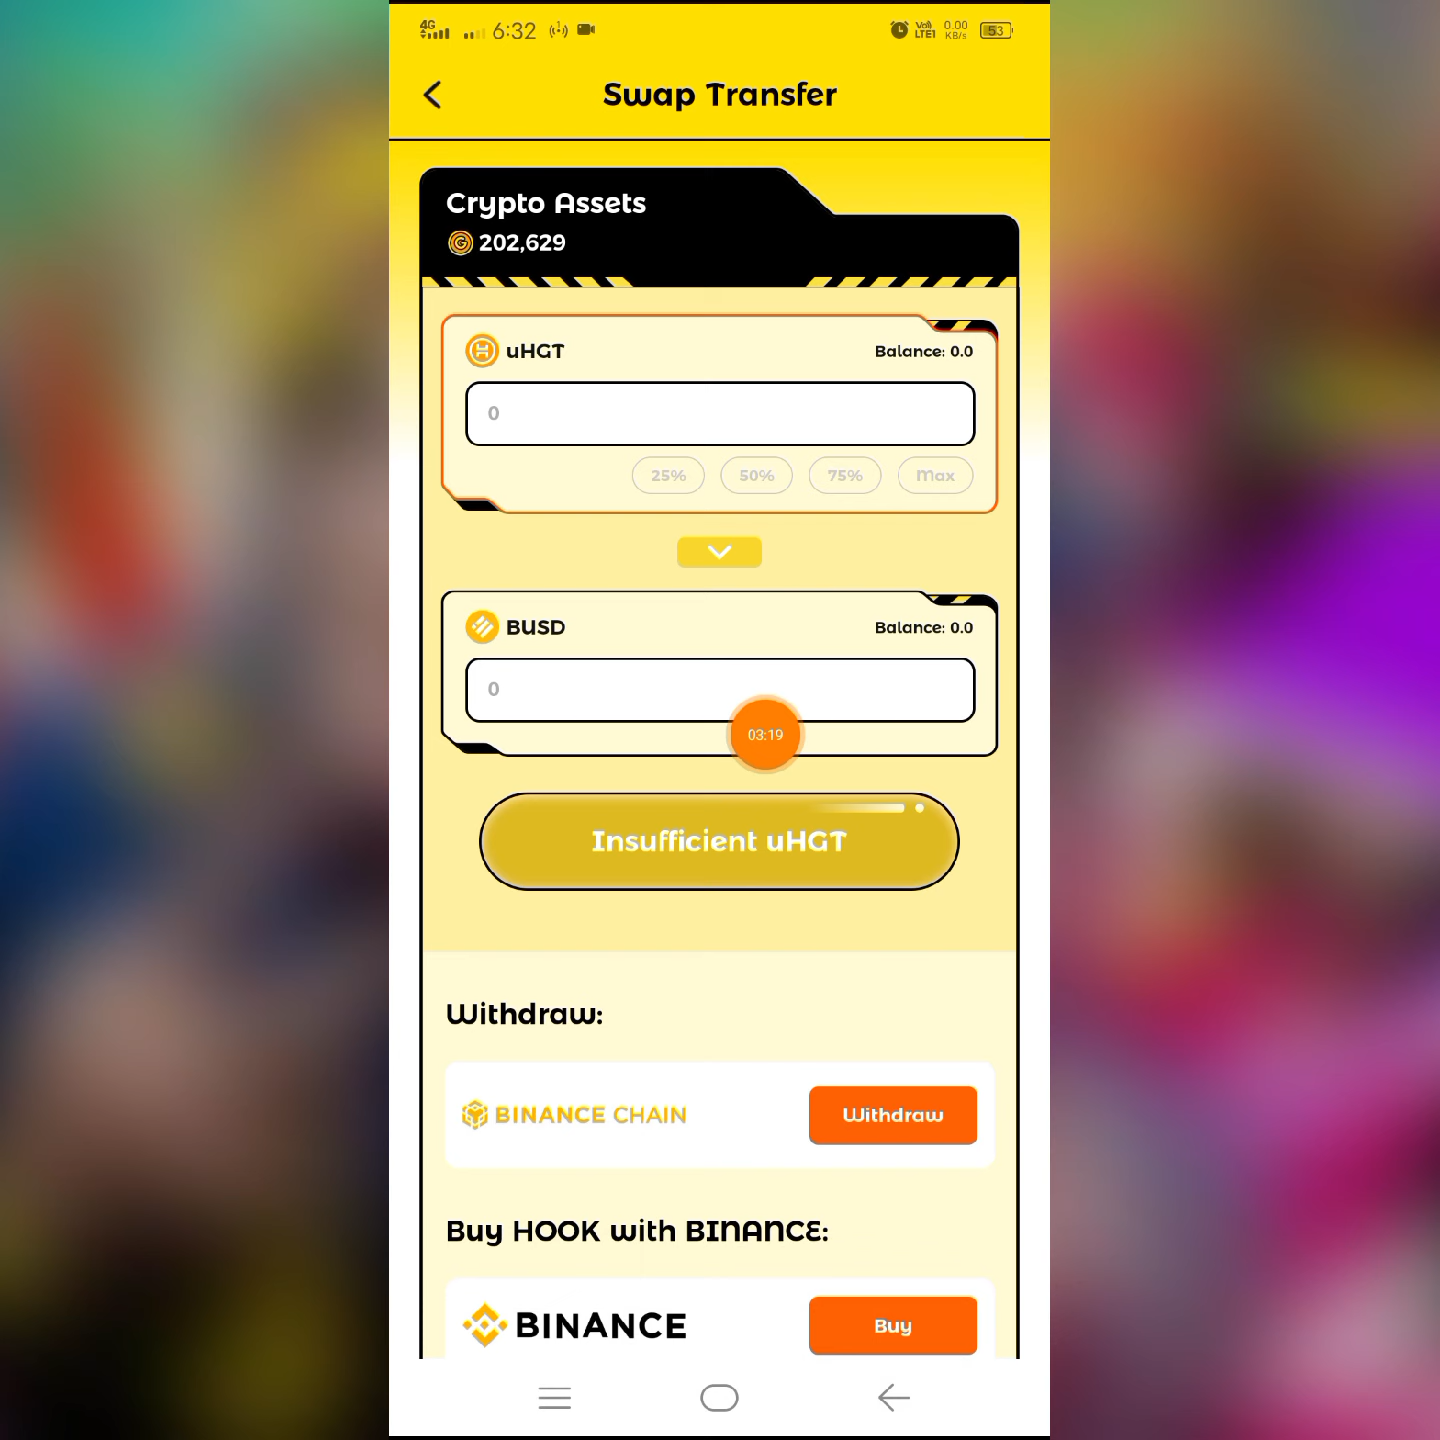 4G 6:32 Vo) LTE1 0.00 KB/s 53
Swap Transfer
Crypto Assets
202,629
uHGT Balance: 0.0
0
25% 50% 75% Max
BUSD Balance: 0.0
0
03:19
Insufficient uHGT
Withdraw:
BINANCE CHAIN Withdraw
Buy HOOK with BINANCE:
BINANCE Buy